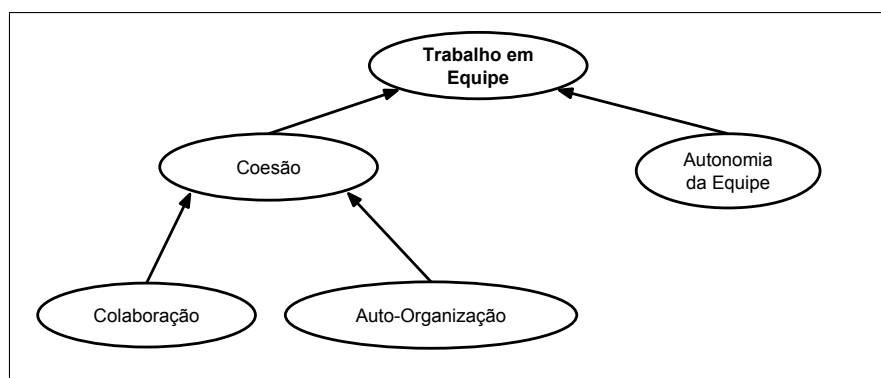 Trabalho em
Equipe
Coesão
Autonomia
da Equipe
Colaboração
Auto-Organização